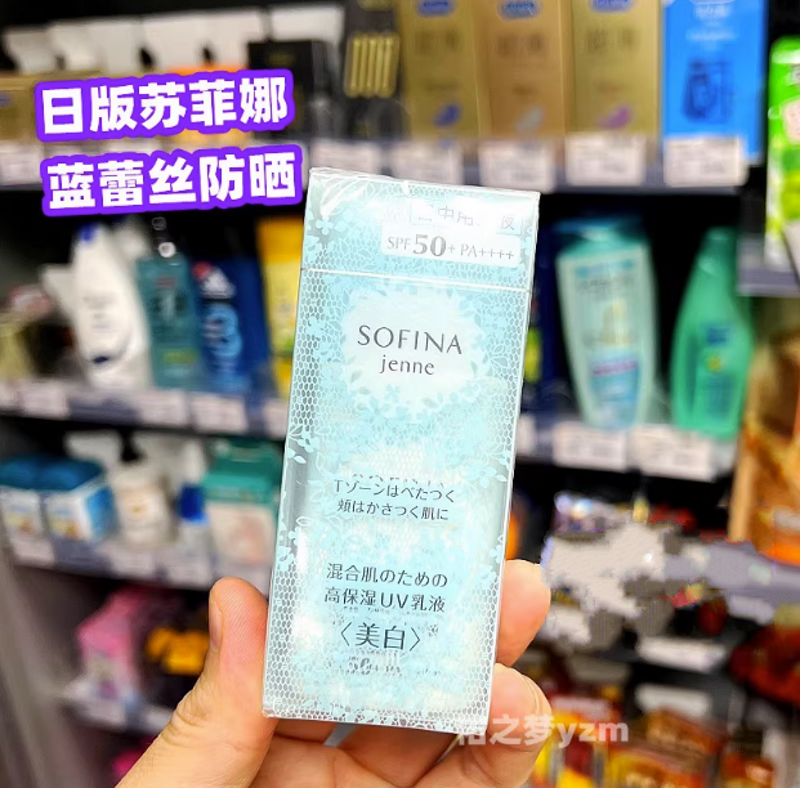 日版苏菲娜
蓝蕾丝防晒
SPF50+ PA++++
SOFINA
jenne
Tゾーンはべたつく
頬はかさつく肌に
混合肌のための
高保湿UV乳液
〈美白〉
之梦yzm